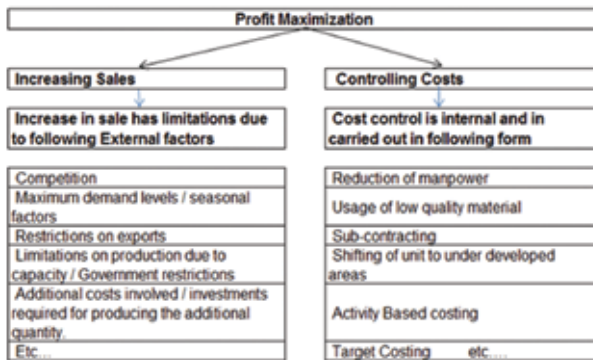 Profit Maximization
Increasing Sales
Increase in sale has limitations due
to following External factors
Competition
Maximum demand levels / seasonal
factors
Restrictions on exports
Limitations on production due to
capacity / Government restrictions
Additional costs involved / investments
required for producing the additional
quantity.
Etc...
Controlling Costs
Cost control is internal and in
carried out in following form
Reduction of manpower
Usage of low quality material
Sub-contracting
Shifting of unit to under developed
areas
Activity Based costing
Target Costing etc....